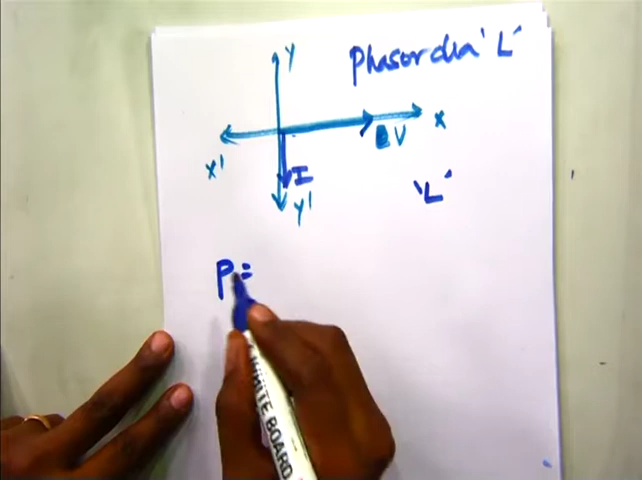 Phasor dia 'L'
Y
X
V
X'
I
Y'
'L'
P=
WHITE BOARD